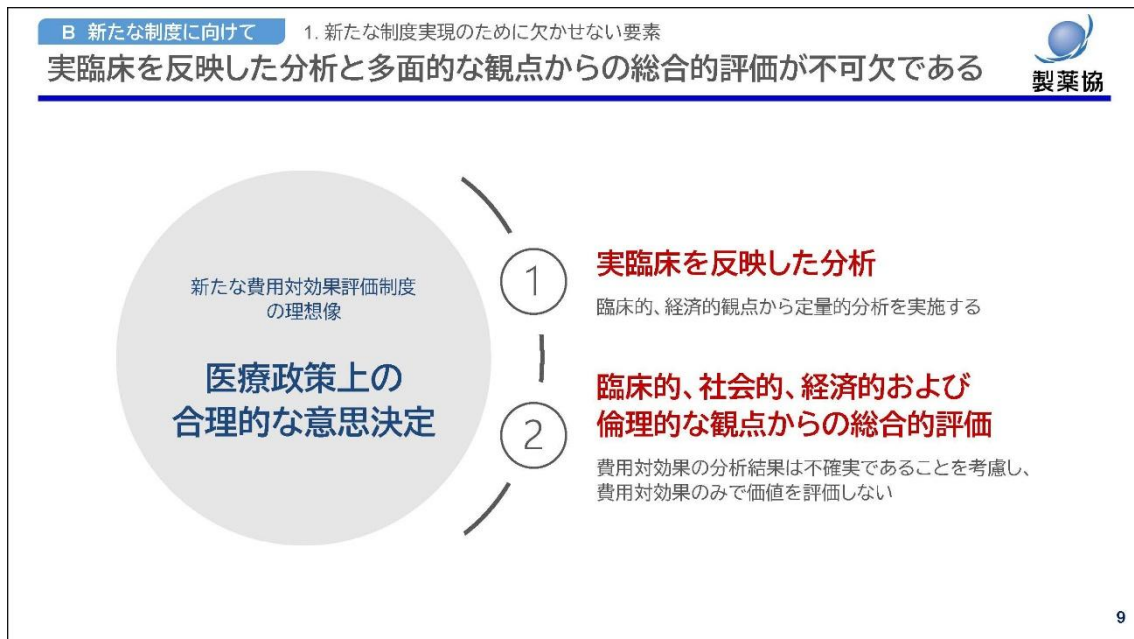 B 新たな制度に向けて 1. 新たな制度実現のために欠かせない要素
実臨床を反映した分析と多面的な観点からの総合的評価が不可欠である
製薬協
新たな費用対効果評価制度
の理想像
医療政策上の
合理的な意思決定
1
実臨床を反映した分析
臨床的、経済的観点から定量的分析を実施する
2
臨床的、社会的、経済的および
倫理的な観点からの総合的評価
費用対効果の分析結果は不確実であることを考慮し、
費用対効果のみで価値を評価しない
9